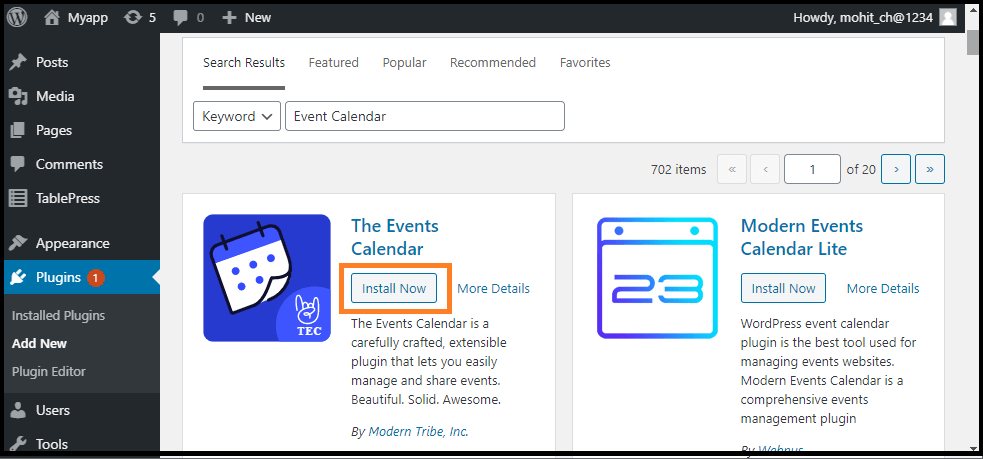 Myapp
5
0
New
Howdy, mohit_ch@1234
Posts
Media
Pages
Comments
TablePress
Appearance
Plugins 1
Installed Plugins
Add New
Plugin Editor
Users
Tools
Search Results
Featured
Popular
Recommended
Favorites
Keyword
Event Calendar
702 items
«
‹
1
of 20
›
»
The Events
Calendar
Install Now
More Details
TEC
The Events Calendar is a
carefully crafted, extensible
plugin that lets you easily
manage and share events.
Beautiful. Solid. Awesome.
By Modern Tribe, Inc.
23
Modern Events
Calendar Lite
Install Now
More Details
WordPress event calendar
plugin is the best tool used for
managing events websites.
Modern Events Calendar is a
comprehensive events
management plugin
By Webnus